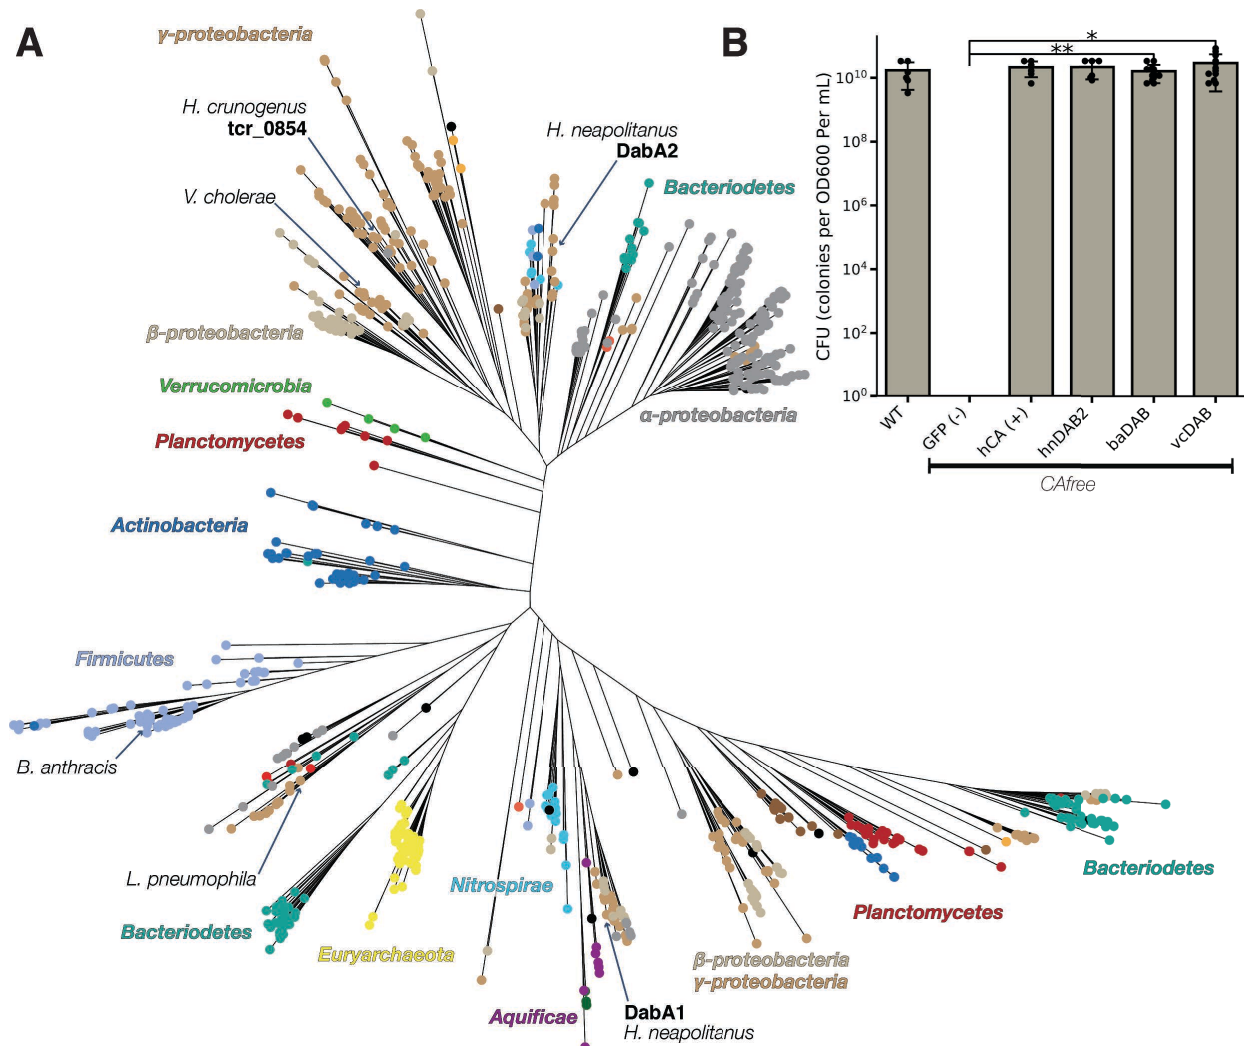 A
γ-proteobacteria
H. crunogenus
tcr_0854
H. neapolitanus
DabA2
Bacteriodetes
V. cholerae
β-proteobacteria
α-proteobacteria
Verrucomicrobia
Planctomycetes
Actinobacteria
Firmicutes
B. anthracis
L. pneumophila
Bacteriodetes
Euryarchaeota
Nitrospirae
Aquificae
DabA1
H. neapolitanus
β-proteobacteria
γ-proteobacteria
Planctomycetes
Bacteriodetes
B
*
**
CFU (colonies per OD600 Per mL)
10¹⁰
10⁸
10⁶
10⁴
10²
10⁰
WT
GFP (-)
hCA (+)
hnDAB2
baDAB
vcDAB
CAfree